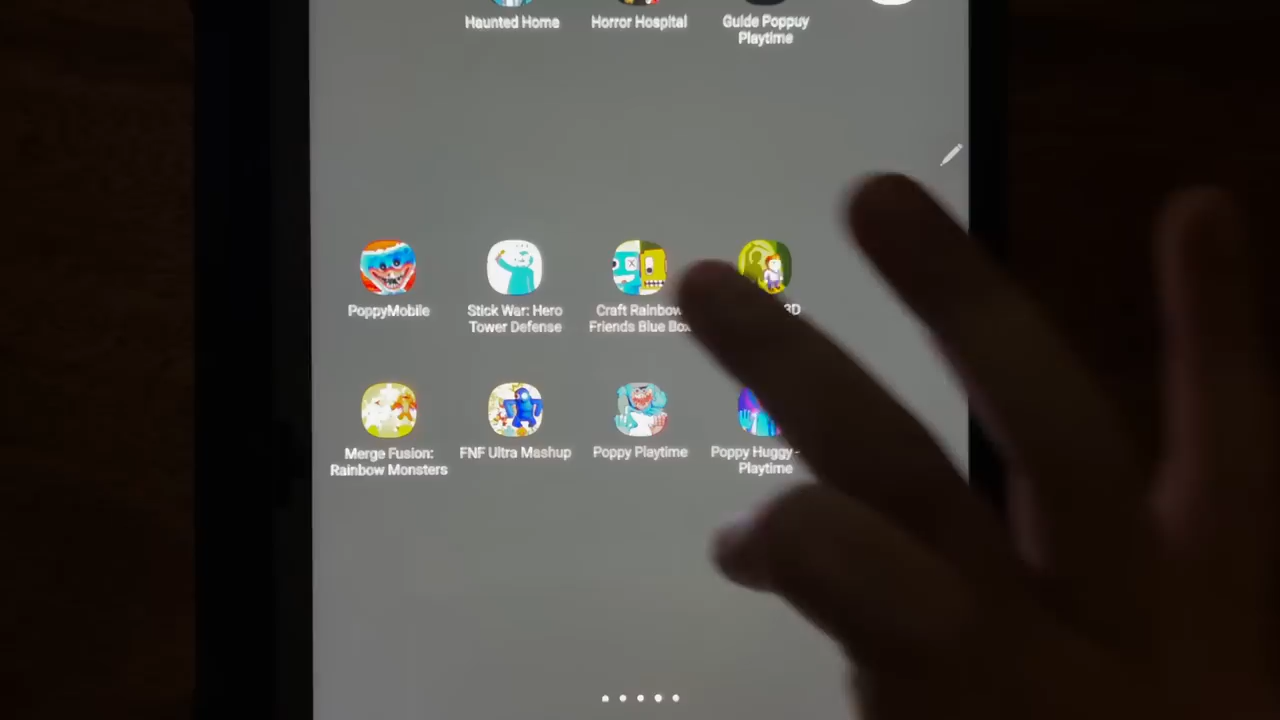 Haunted Home
Horror Hospital
Guide Poppuy
Playtime
PoppyMobile
Stick War: Hero
Tower Defense
Craft Rainbow
Friends Blue Box
3D
Merge Fusion:
Rainbow Monsters
FNF Ultra Mashup
Poppy Playtime
Poppy Huggy -
Playtime